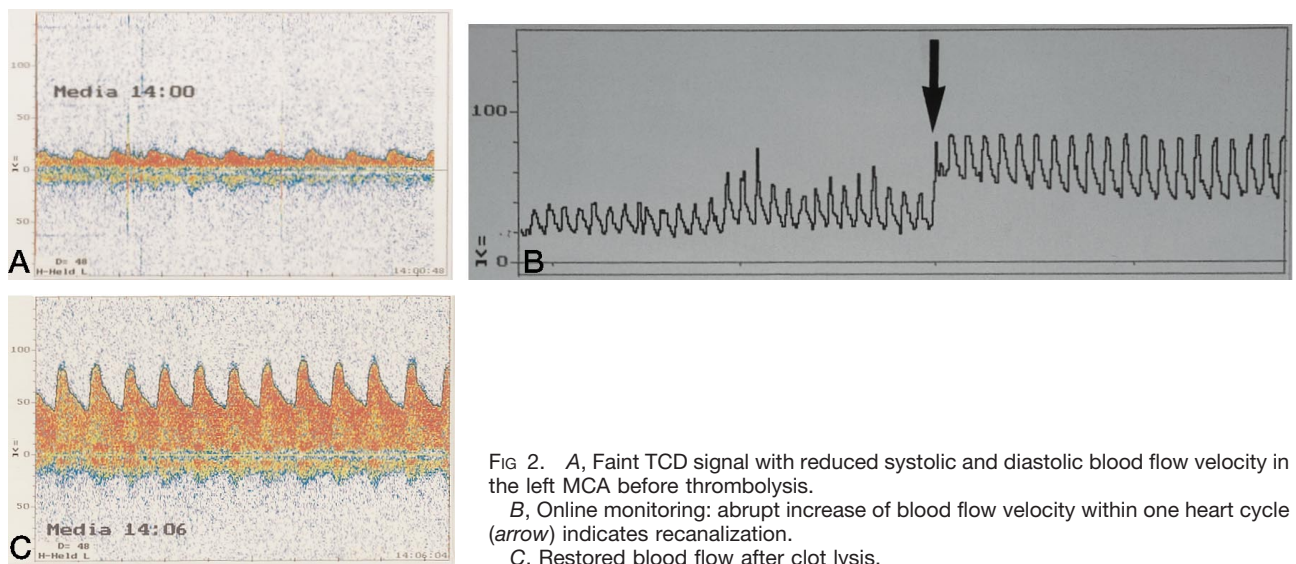 Media 14:00
100
50
0
50
D= 48
H-Held L
14:00:48
A
100
0
B
Media 14:06
100
50
0
50
D= 48
H-Held L
14:06:04
C
FIG 2. A, Faint TCD signal with reduced systolic and diastolic blood flow velocity in
the left MCA before thrombolysis.
B, Online monitoring: abrupt increase of blood flow velocity within one heart cycle
(arrow) indicates recanalization.
C, Restored blood flow after clot lysis.